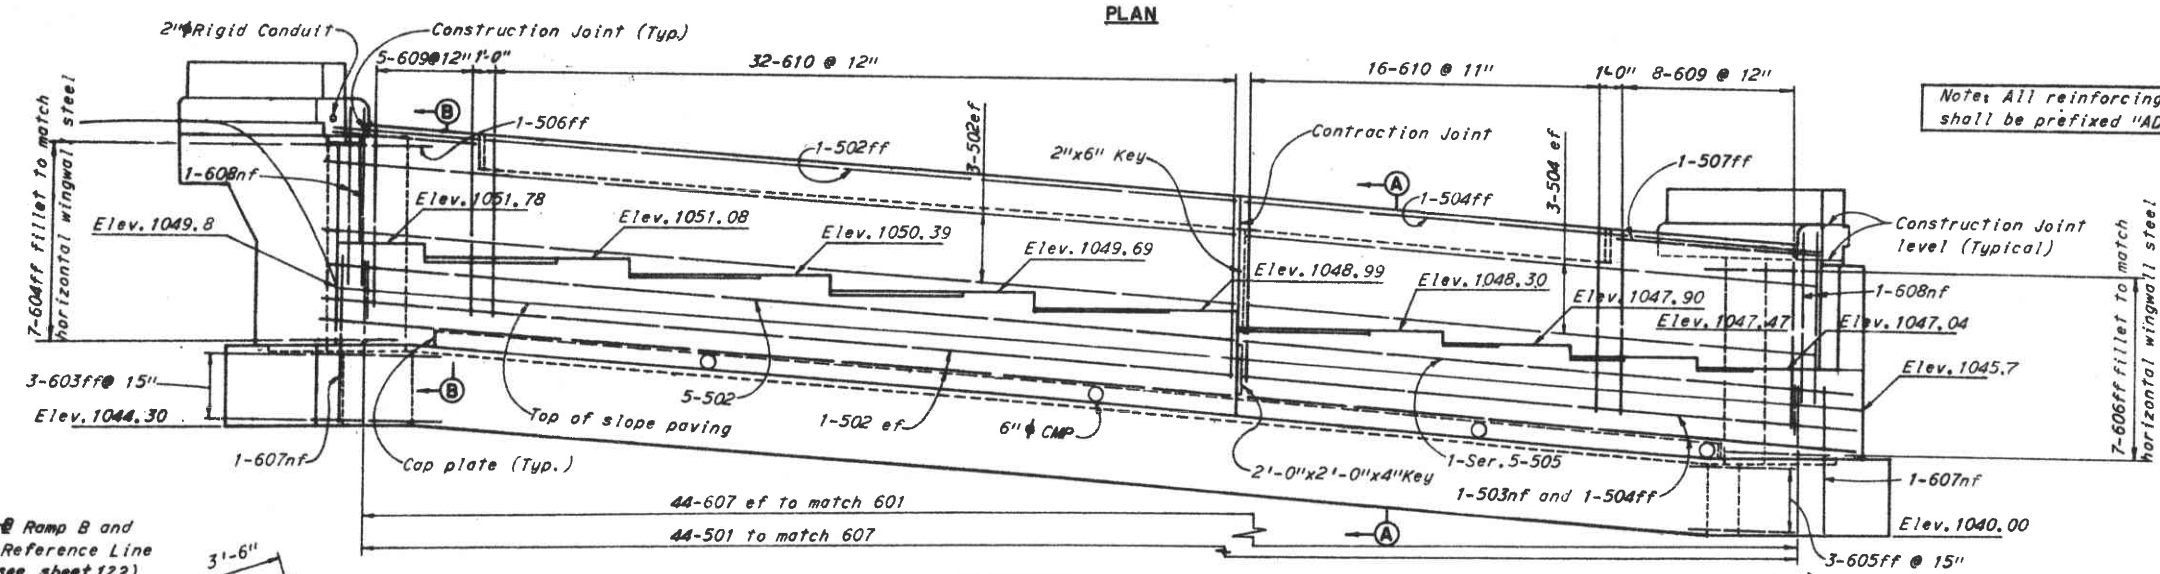 PLAN
2"ϕ Rigid Conduit
Construction Joint (Typ.)
5-609@12"
1'-0"
32-610 @ 12"
16-610 @ 11"
1'-0"
8-609 @ 12"
Note: All reinforcing
shall be prefixed "AD
7-604ff fillet to match
horizontal wingwall steel
B
1-506ff
1-502ff
3-502ef
2"x6" Key
Contraction Joint
A
1-504ff
3-504 ef
1-507ff
1-608nf
Elev. 1049.8
Elev. 1051.78
Elev. 1051.08
Elev. 1050.39
Elev. 1049.69
Elev. 1048.99
Elev. 1048.30
Elev. 1047.90
Elev. 1047.47
Elev. 1047.04
Construction Joint
level (Typical)
1-608nf
Elev. 1045.7
7-606ff fillet to match
horizontal wingwall steel
3-603ff@ 15"
Elev. 1044.30
B
1-607nf
Cap plate (Typ.)
Top of slope paving
5-502
1-502 ef
6"ϕ CMP
2'-0"x2'-0"x4"Key
1-Ser. 5-505
1-503nf and 1-504ff
1-607nf
Elev. 1040.00
3-605ff @ 15"
44-607 ef to match 601
44-501 to match 607
A
Ramp B and
Reference Line
see sheet 122)
3'-6"